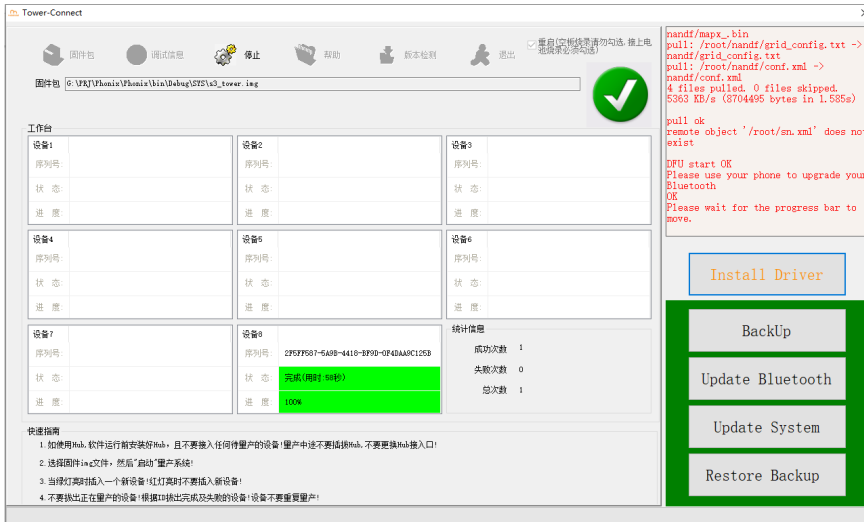 Tower-Connect
固件包
调试信息
停止
帮助
版本检测
退出
重启(空板烧录请勿勾选,接上电
池烧录必须勾选)
固件包 G:\PRJ\Phonix\Phonix\bin\Debug\SYS\s3_tower.img
工作台
设备1
序列号:
状 态:
进 度:
设备2
序列号:
状 态:
进 度:
设备3
序列号:
状 态:
进 度:
设备4
序列号:
状 态:
进 度:
设备5
序列号:
状 态:
进 度:
设备6
序列号:
状 态:
进 度:
设备7
序列号:
状 态:
进 度:
设备8
序列号: 2F5FF587-5A9B-4418-BF9D-0F4DAA9C125B
状 态: 完成(用时:58秒)
进 度: 100%
统计信息
成功次数 1
失败次数 0
总次数 1
快速指南
1.如使用Hub,软件运行前安装好Hub,且不要接入任何待量产的设备!量产中途不要插拔Hub,不要更换Hub接入口!
2.选择固件img文件,然后"启动"量产系统!
3.当绿灯亮时插入一个新设备!红灯亮时不要插入新设备!
4.不要拔出正在量产的设备!根据ID拔出完成及失败的设备!设备不要重复量产!
nandf/mapx_.bin
pull: /root/nandf/grid_config.txt ->
nandf/grid_config.txt
pull: /root/nandf/conf.xml ->
nandf/conf.xml
4 files pulled. 0 files skipped.
5363 KB/s (8704495 bytes in 1.585s)
pull ok
remote object '/root/sn.xml' does not
exist
DFU start OK
Please use your phone to upgrade your
Bluetooth
OK
Please wait for the progress bar to
move.
Install Driver
BackUp
Update Bluetooth
Update System
Restore Backup